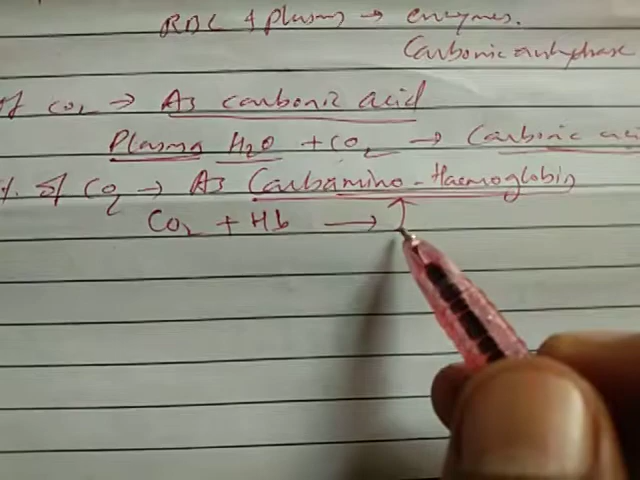 RBC & plasma → enzymes.
Carbonic anhydrase
of CO2 → As carbonic acid
Plasma H2O + CO2 → Carbonic aci
% of CO2 → As Carbamino-Haemoglobin
CO2 + Hb → ↑